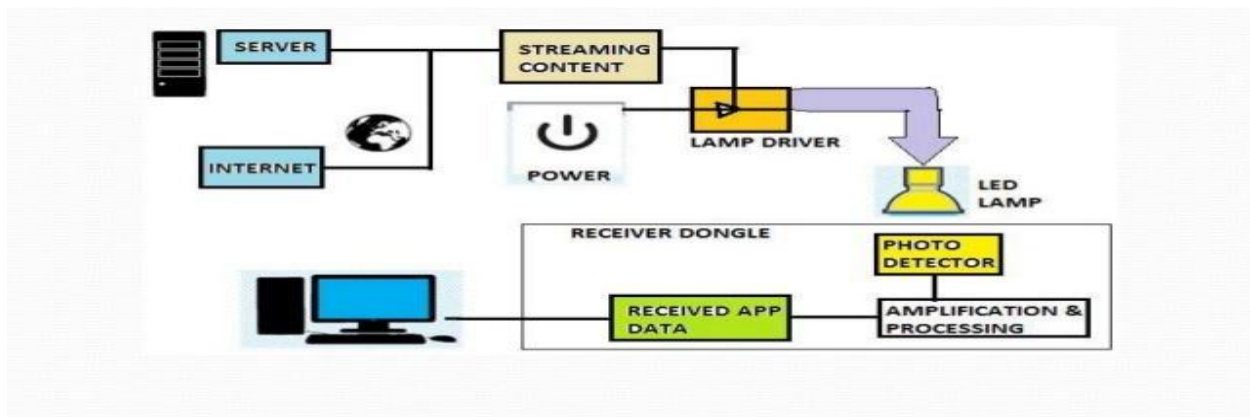 SERVER
STREAMING
CONTENT
LAMP DRIVER
INTERNET
POWER
LED
LAMP
RECEIVER DONGLE
PHOTO
DETECTOR
RECEIVED APP
DATA
AMPLIFICATION &
PROCESSING